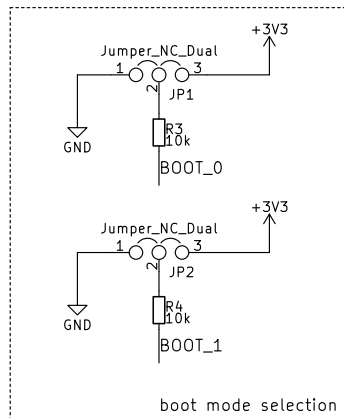 +3V3
Jumper_NC_Dual
1
2
3
JP1
GND
R3
10k
BOOT_0
+3V3
Jumper_NC_Dual
1
2
3
JP2
GND
R4
10k
BOOT_1
boot mode selection